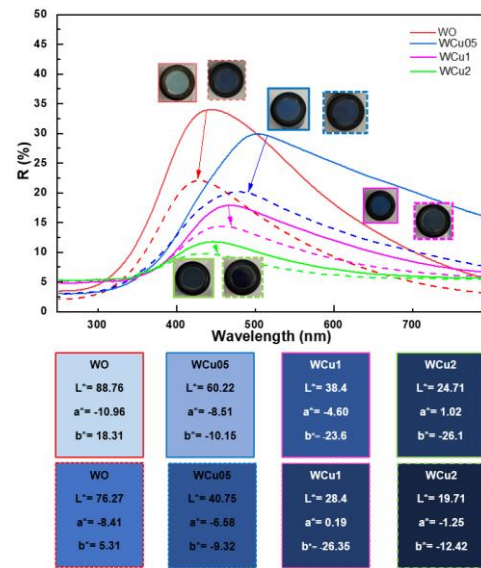 50
45
40
35
30
25
20
15
10
5
0
R (%)
WO
WCu05
WCu1
WCu2
300
400
500
600
700
Wavelength (nm)
WO
L*= 88.76
a*= -10.96
b*= 18.31
WCu05
L*= 60.22
a*= -8.51
b*= -10.15
WCu1
L*= 38.4
a*= -4.60
b*- -23.6
WCu2
L*= 24.71
a*= 1.02
b*= -26.1
WO
L*= 76.27
a*= -8.41
b*= 5.31
WCu05
L*= 40.75
a*= -6.58
b*= -9.32
WCu1
L*= 28.4
a*= 0.19
b*- -26.35
WCu2
L*= 19.71
a*= -1.25
b*= -12.42